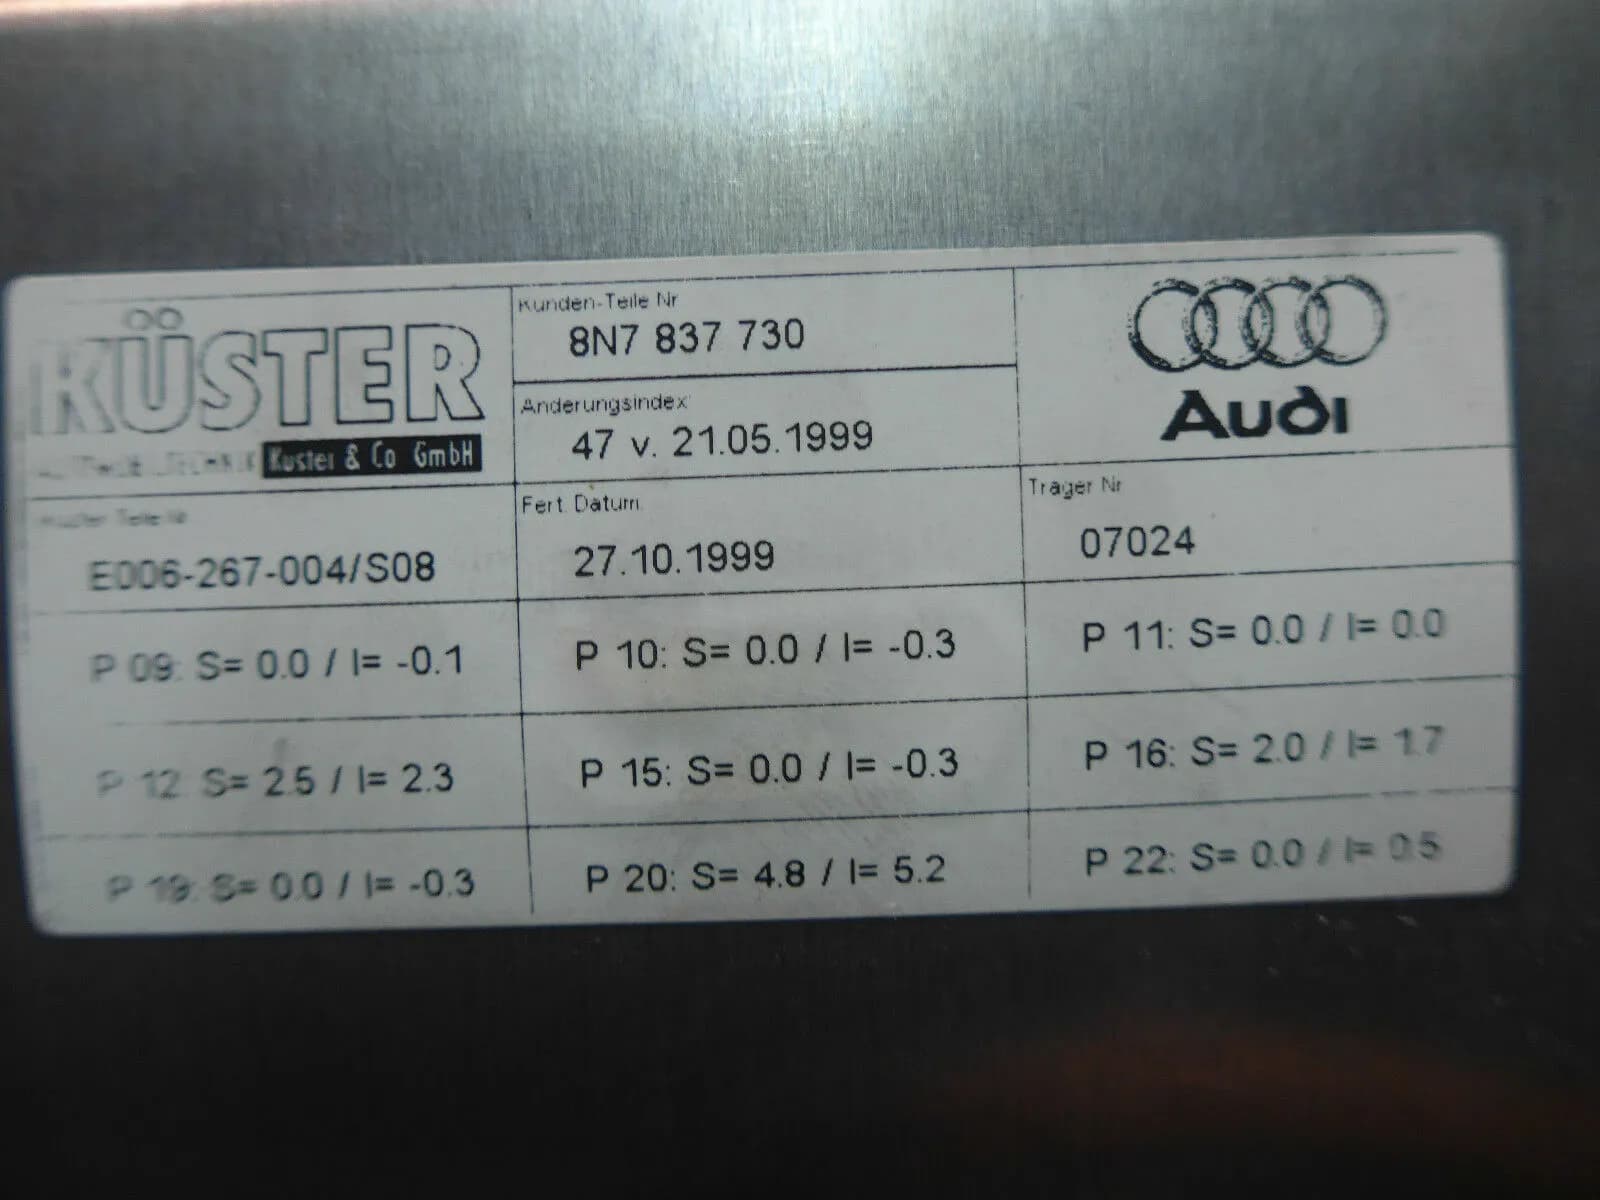 KÜSTER
Küster & Co GmbH
Kunden-Teile Nr
8N7 837 730
Änderungsindex
47 v. 21.05.1999
Audi
Küster Teile Nr
E006-267-004/S08
Fert. Datum
27.10.1999
Träger Nr
07024
P 09: S= 0.0 / I= -0.1
P 10: S= 0.0 / I= -0.3
P 11: S= 0.0 / I= 0.0
P 12: S= 2.5 / I= 2.3
P 15: S= 0.0 / I= -0.3
P 16: S= 2.0 / I= 1.7
P 19: S= 0.0 / I= -0.3
P 20: S= 4.8 / I= 5.2
P 22: S= 0.0 / I= 0.5